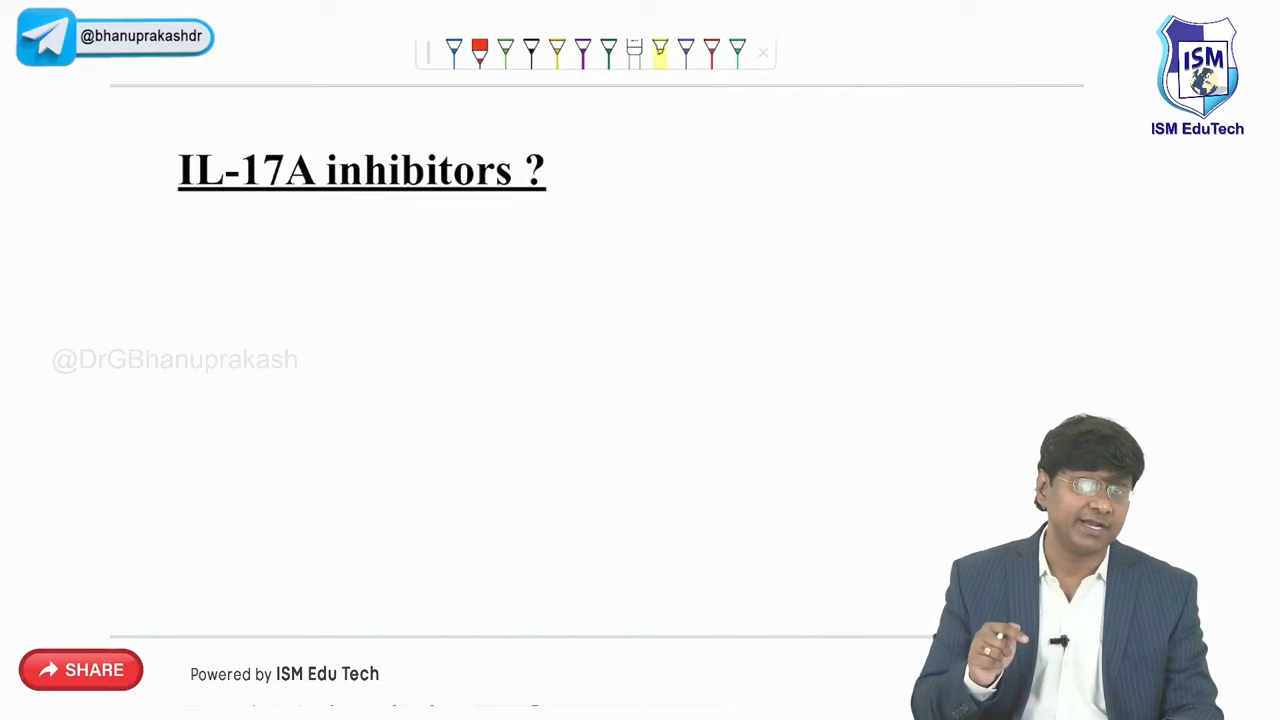 @bhanuprakashdr
ISM
ISM EduTech
IL-17A inhibitors ?
@DrGBhanuprakash
SHARE
Powered by ISM Edu Tech